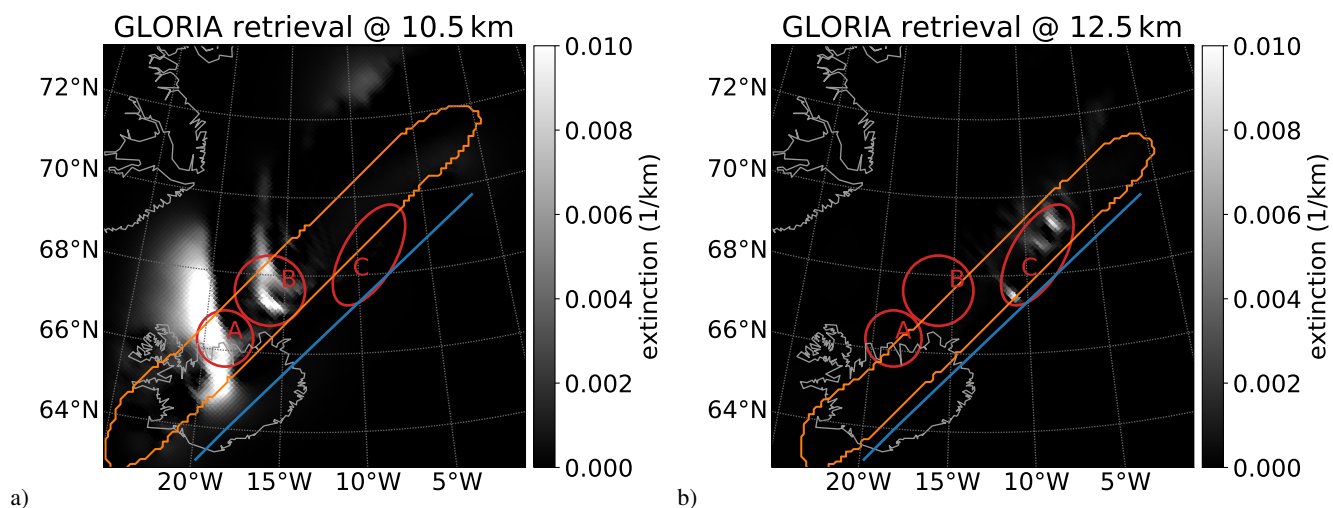 GLORIA retrieval @ 10.5 km
72°N
70°N
68°N
66°N
64°N
20°W
15°W
10°W
5°W
A
B
C
0.010
0.008
0.006
0.004
0.002
0.000
extinction (1/km)
a)
GLORIA retrieval @ 12.5 km
72°N
70°N
68°N
66°N
64°N
20°W
15°W
10°W
5°W
A
B
C
0.010
0.008
0.006
0.004
0.002
0.000
extinction (1/km)
b)